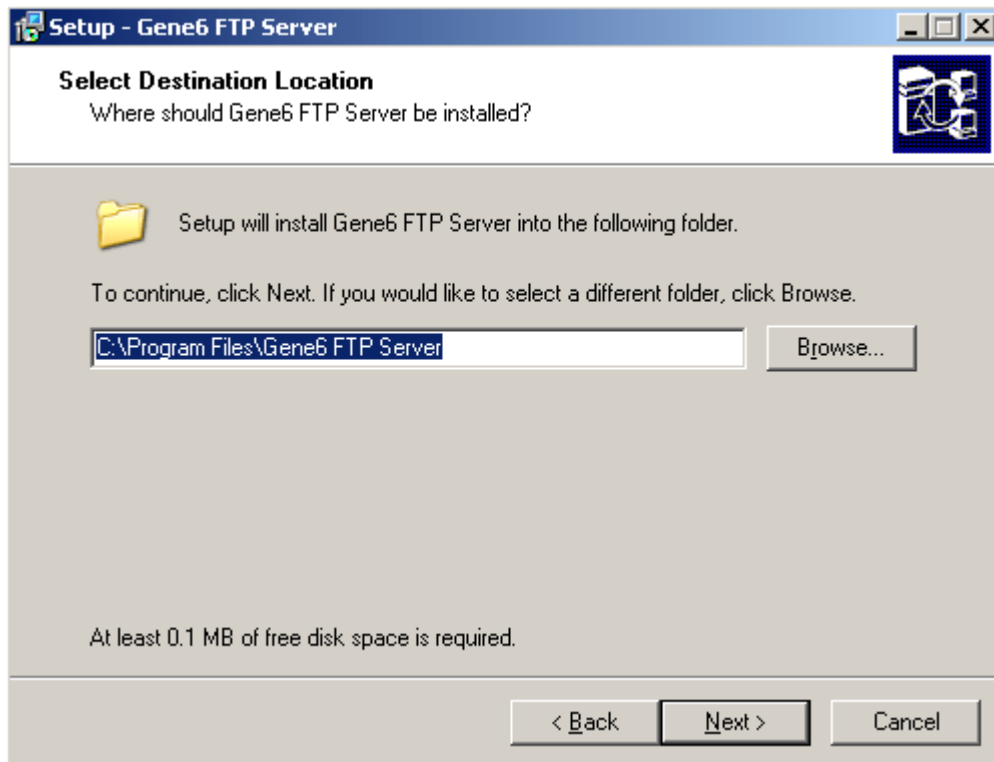 Setup - Gene6 FTP Server
Select Destination Location
Where should Gene6 FTP Server be installed?
Setup will install Gene6 FTP Server into the following folder.
To continue, click Next. If you would like to select a different folder, click Browse.
C:\Program Files\Gene6 FTP Server
Browse...
At least 0.1 MB of free disk space is required.
< Back Next > Cancel